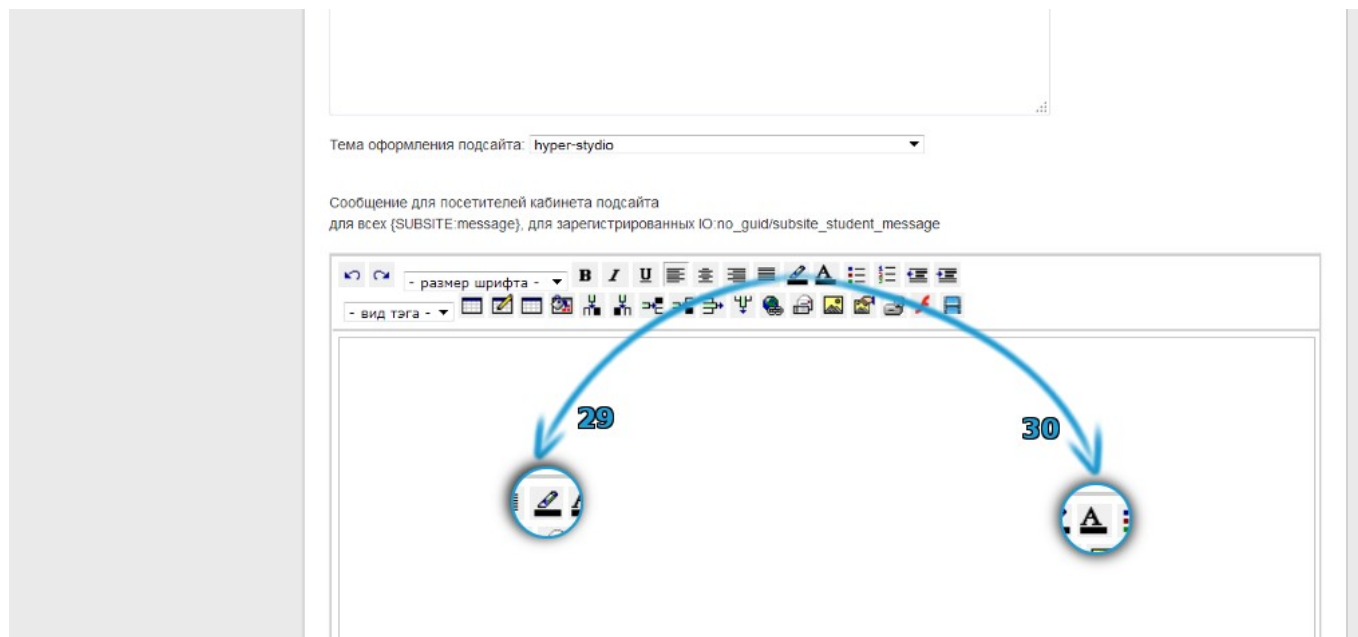 Тема оформления подсайта: hyper-stydio
Сообщение для посетителей кабинета подсайта
для всех {SUBSITE:message}, для зарегистрированных IO:no_guid/subsite_student_message
- размер шрифта - B I U A
- вид тэга -
29
30
A